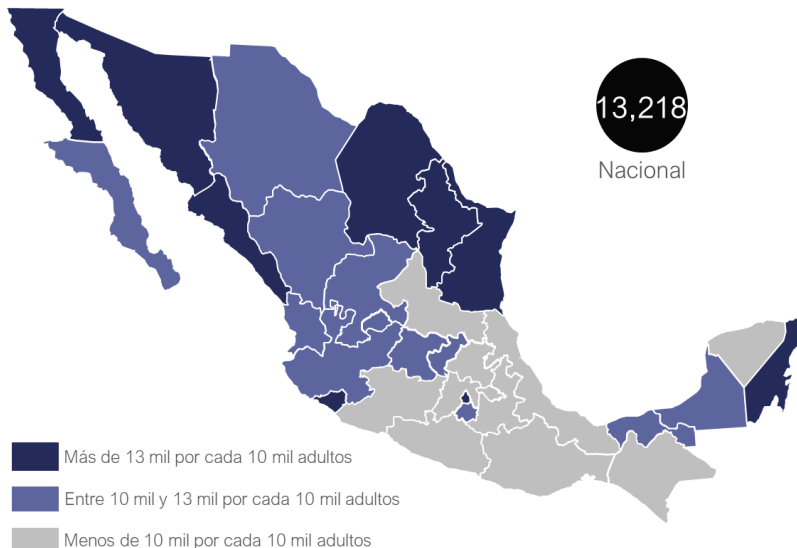 13,218
Nacional
Más de 13 mil por cada 10 mil adultos
Entre 10 mil y 13 mil por cada 10 mil adultos
Menos de 10 mil por cada 10 mil adultos